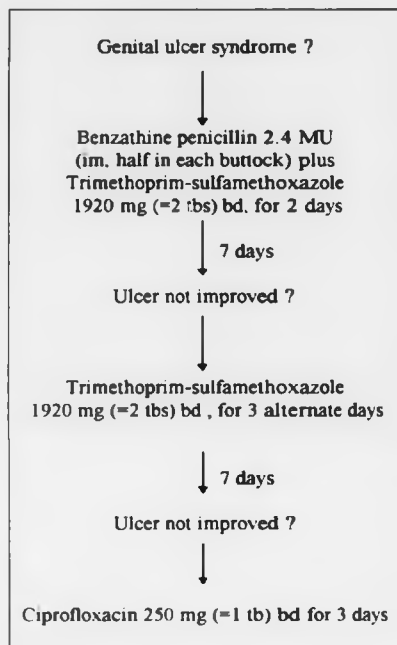 Genital ulcer syndrome ?
Benzathine penicillin 2.4 MU
(im. half in each buttock) plus
Trimethoprim-sulfamethoxazole
1920 mg (=2 tbs) bd. for 2 days
7 days
Ulcer not improved ?
Trimethoprim-sulfamethoxazole
1920 mg (=2 tbs) bd , for 3 alternate days
7 days
Ulcer not improved ?
Ciprofloxacin 250 mg (=1 tb) bd for 3 days